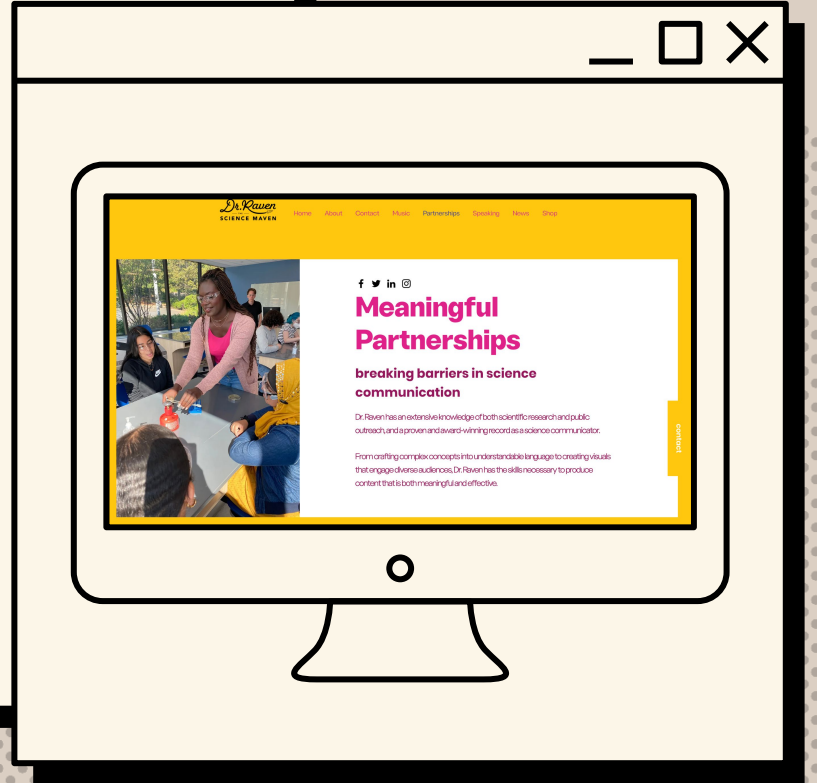 Dr. Raven
SCIENCE MAVEN
Home About Contact Music Partnerships Speaking News Shop
Meaningful
Partnerships
breaking barriers in science
communication
Dr. Raven has an extensive knowledge of both scientific research and public
outreach, and a proven and award-winning record as a science communicator.
From crafting complex concepts into understandable language to creating visuals
that engage diverse audiences, Dr. Raven has the skills necessary to produce
content that is both meaningful and effective.
contact